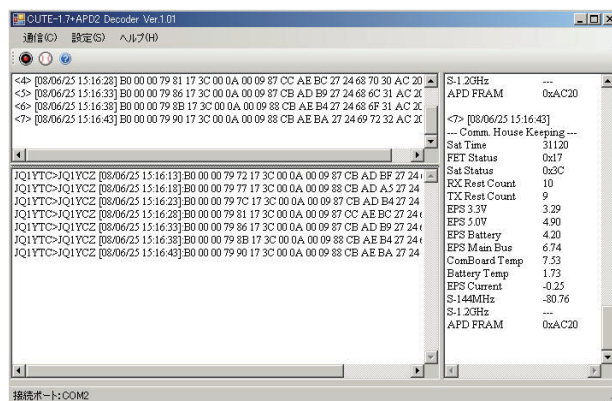 CUTE-1.7+APD2 Decoder Ver.1.01
通信(C) 設定(S) ヘルプ(H)
<4> [08/06/25 15:16:28] B0 00 00 79 81 17 3C 00 0A 00 09 87 CC AE BC 27 24 68 70 30 AC 20
<5> [08/06/25 15:16:33] B0 00 00 79 86 17 3C 00 0A 00 09 87 CB AD B9 27 24 68 6C 31 AC 20
<6> [08/06/25 15:16:38] B0 00 00 79 8B 17 3C 00 0A 00 09 88 CB AE B4 27 24 68 6F 31 AC 20
<7> [08/06/25 15:16:43] B0 00 00 79 90 17 3C 00 0A 00 09 88 CB AE BA 27 24 69 72 32 AC 20
JQ1YTC>JQ1YCZ [08/06/25 15:16:13]:B0 00 00 79 72 17 3C 00 0A 00 09 87 CB AD BF 27 24
JQ1YTC>JQ1YCZ [08/06/25 15:16:18]:B0 00 00 79 77 17 3C 00 0A 00 09 88 CB AD A5 27 24
JQ1YTC>JQ1YCZ [08/06/25 15:16:23]:B0 00 00 79 7C 17 3C 00 0A 00 09 87 CC AD B4 27 24
JQ1YTC>JQ1YCZ [08/06/25 15:16:28]:B0 00 00 79 81 17 3C 00 0A 00 09 87 CC AE BC 27 24
JQ1YTC>JQ1YCZ [08/06/25 15:16:33]:B0 00 00 79 86 17 3C 00 0A 00 09 87 CB AD B9 27 24
JQ1YTC>JQ1YCZ [08/06/25 15:16:38]:B0 00 00 79 8B 17 3C 00 0A 00 09 88 CB AE B4 27 24
JQ1YTC>JQ1YCZ [08/06/25 15:16:43]:B0 00 00 79 90 17 3C 00 0A 00 09 88 CB AE BA 27 24
S-1.2GHz ---
APD FRAM 0xAC20
<7> [08/06/25 15:16:43]
--- Comm. House Keeping ---
Sat Time 31120
FET Status 0x17
Sat Status 0x3C
RX Rest Count 10
TX Rest Count 9
EPS 3.3V 3.29
EPS 5.0V 4.90
EPS Battery 4.20
EPS Main Bus 6.74
ComBoard Temp 7.53
Battery Temp 1.73
EPS Current -0.25
S-144MHz -80.76
S-1.2GHz ---
APD FRAM 0xAC20
接続ポート:COM2